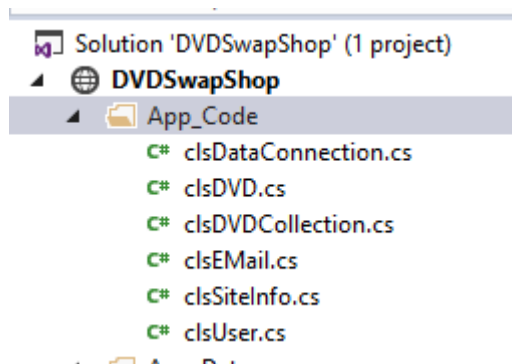 Solution 'DVDSwapShop' (1 project)
DVDSwapShop
App_Code
C# clsDataConnection.cs
C# clsDVD.cs
C# clsDVDCollection.cs
C# clsEMail.cs
C# clsSiteInfo.cs
C# clsUser.cs